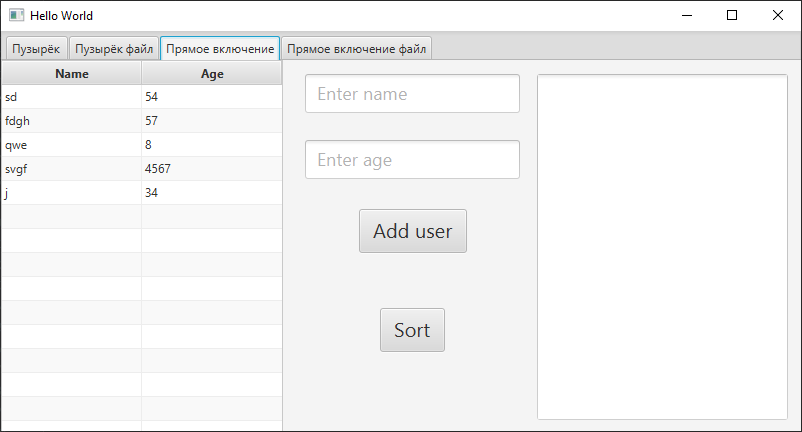 Hello World
Пузырёк Пузырёк файл Прямое включение Прямое включение файл
Name Age
sd 54
fdgh 57
qwe 8
svgf 4567
j 34
Enter name
Enter age
Add user
Sort